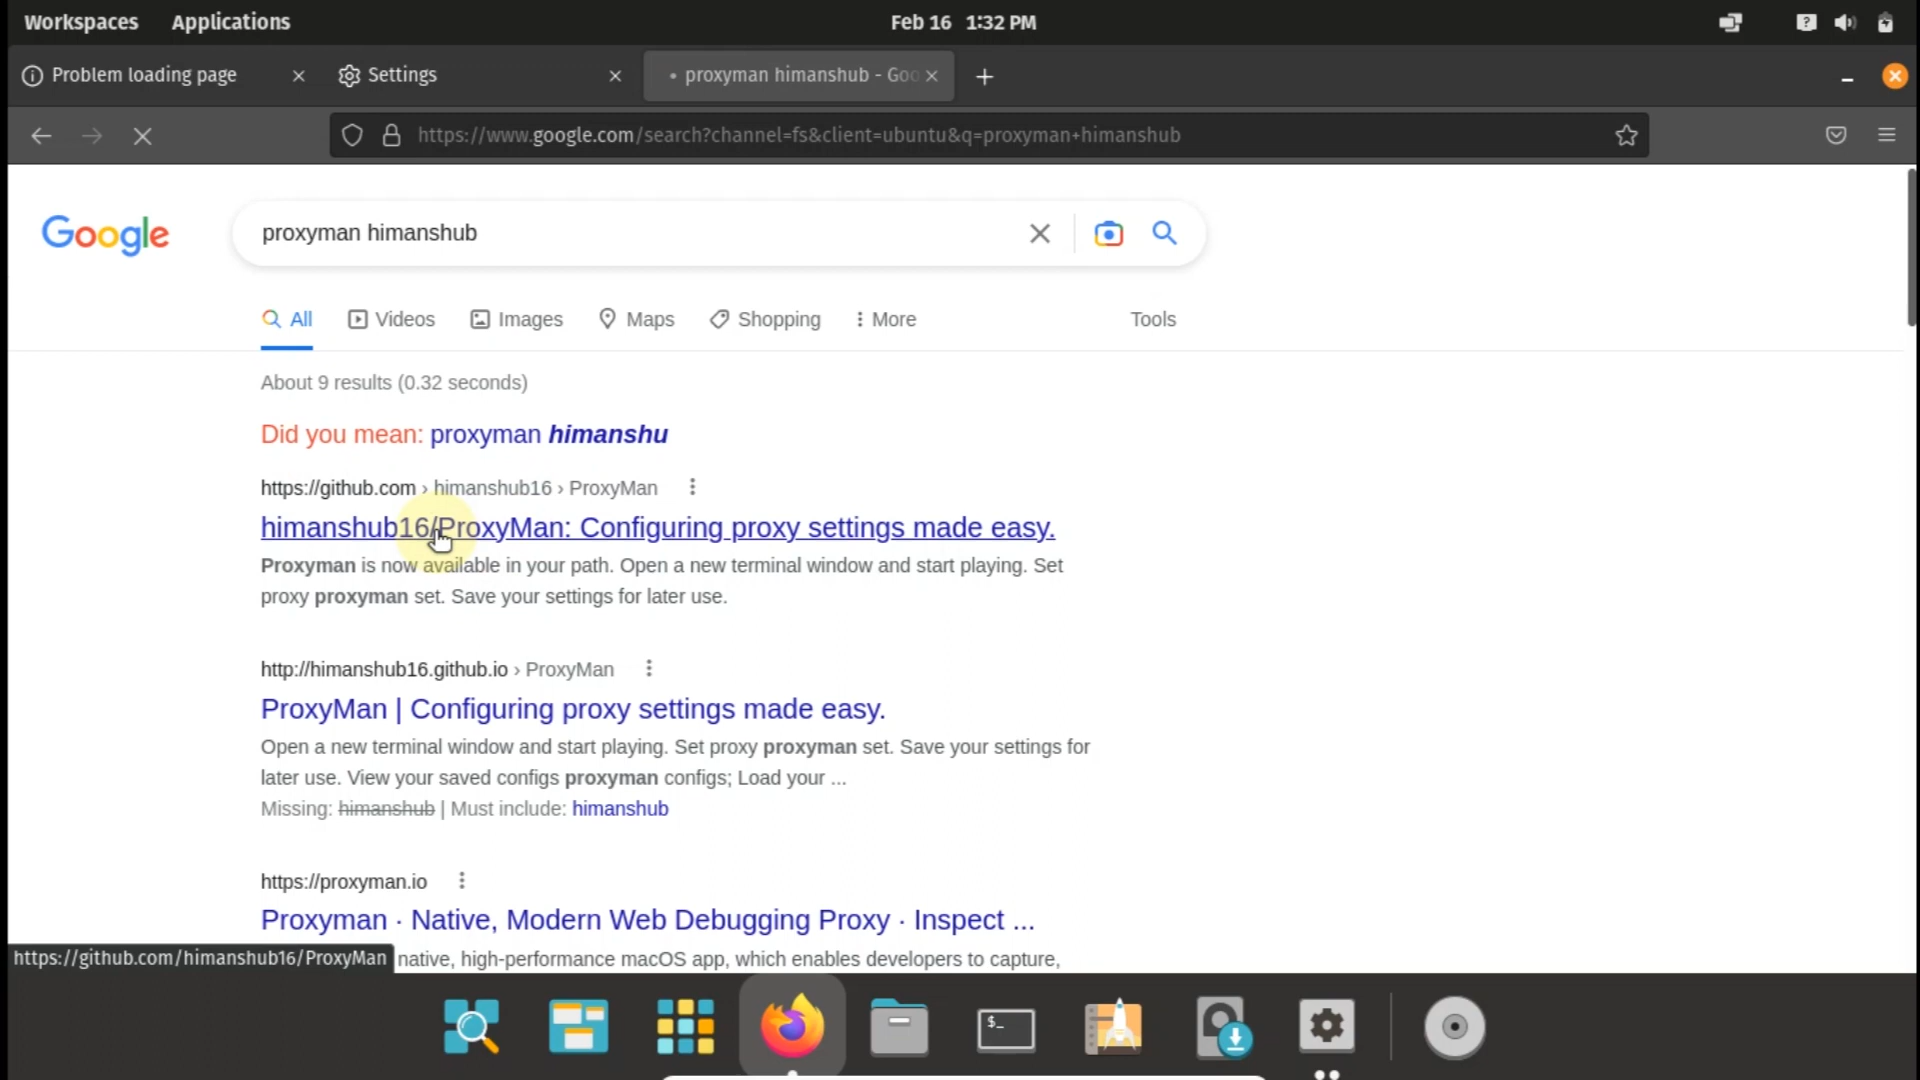 Workspaces Applications Feb 16 1:32 PM
Problem loading page Settings proxyman himanshub - Goo
https://www.google.com/search?channel=fs&client=ubuntu&q=proxyman+himanshub
Google proxyman himanshub
All Videos Images Maps Shopping More Tools
About 9 results (0.32 seconds)
Did you mean: proxyman himanshu
https://github.com › himanshub16 › ProxyMan
himanshub16/ProxyMan: Configuring proxy settings made easy.
Proxyman is now available in your path. Open a new terminal window and start playing. Set
proxy proxyman set. Save your settings for later use.
http://himanshub16.github.io › ProxyMan
ProxyMan | Configuring proxy settings made easy.
Open a new terminal window and start playing. Set proxy proxyman set. Save your settings for
later use. View your saved configs proxyman configs; Load your ...
Missing: himanshub | Must include: himanshub
https://proxyman.io
Proxyman · Native, Modern Web Debugging Proxy · Inspect ...
https://github.com/himanshub16/ProxyMan native, high-performance macOS app, which enables developers to capture,
$_